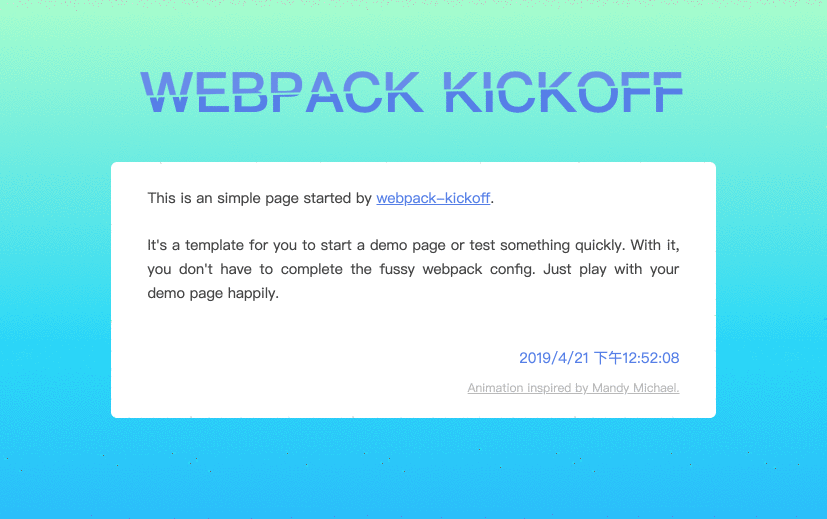 WEBPACK KICKOFF
This is an simple page started by webpack-kickoff.
It's a template for you to start a demo page or test something quickly. With it,
you don't have to complete the fussy webpack config. Just play with your
demo page happily.
2019/4/21 下午12:52:08
Animation inspired by Mandy Michael.